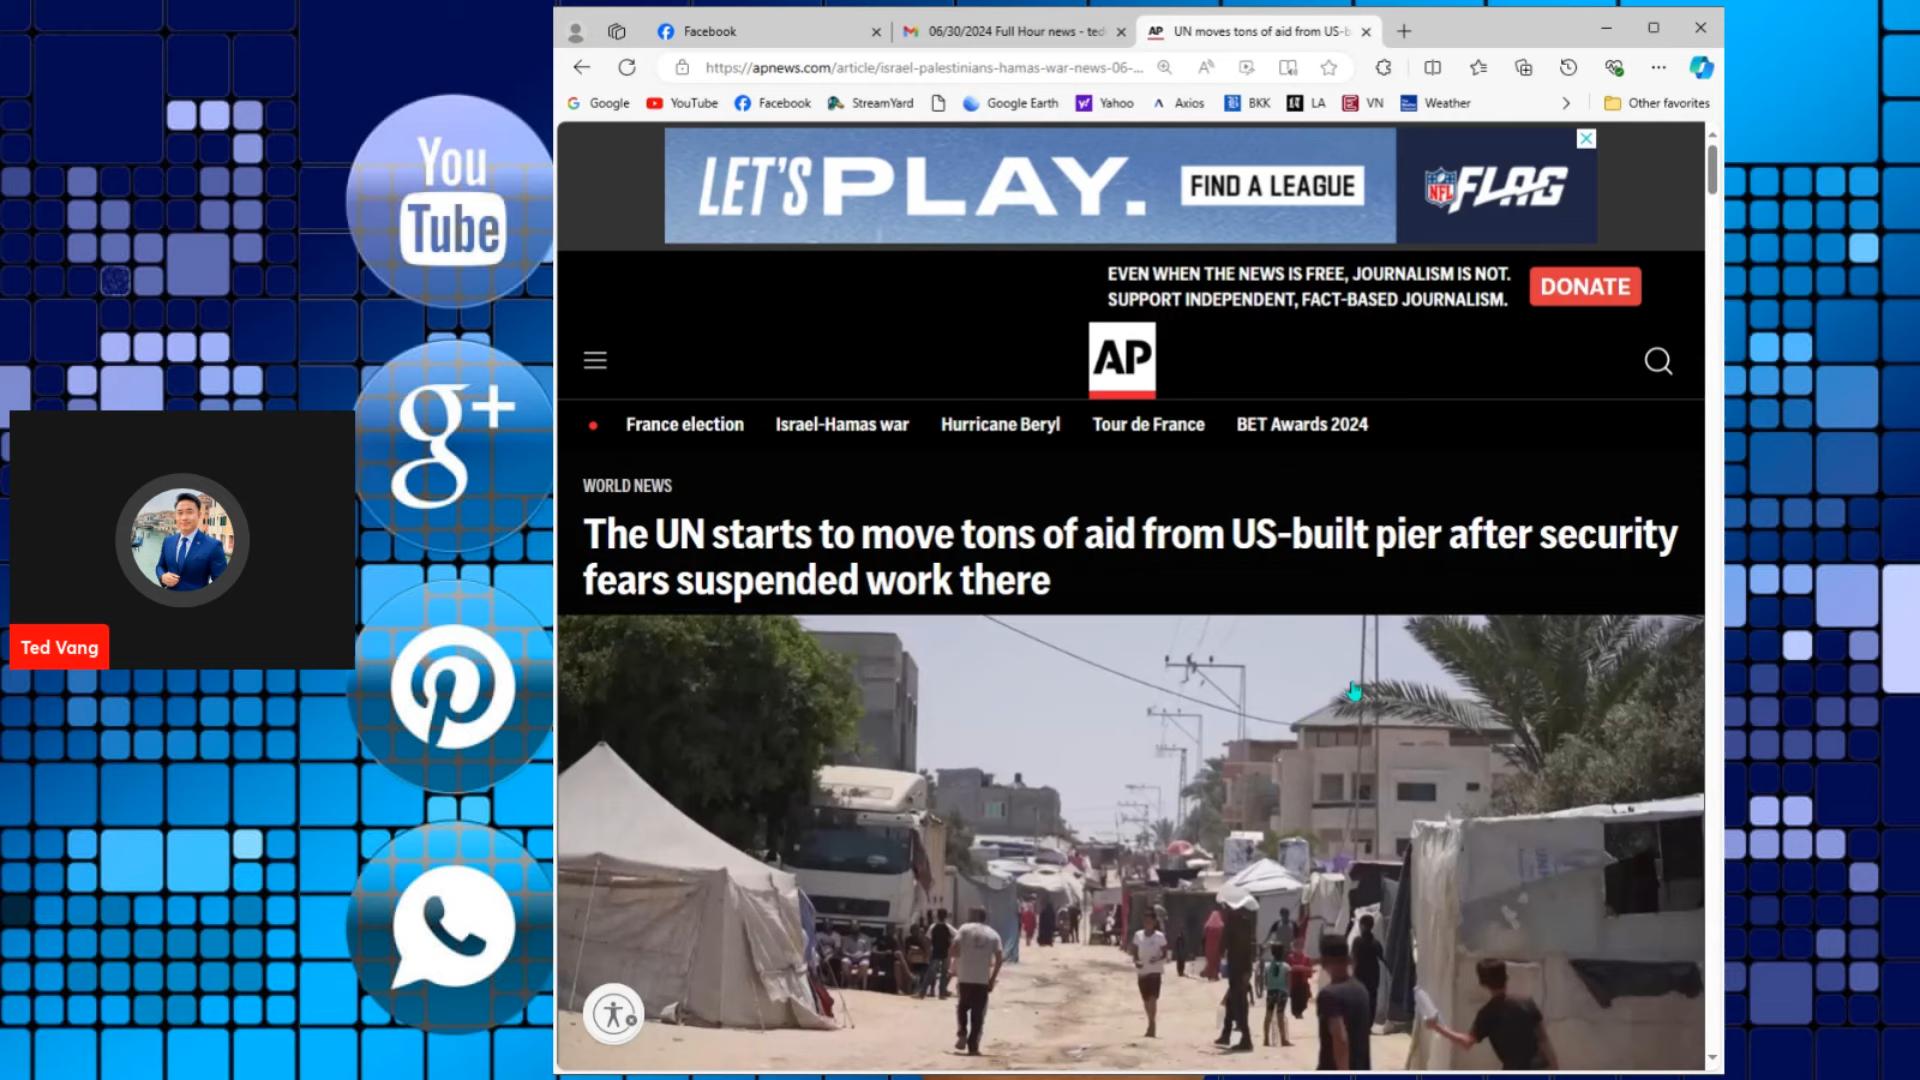 Facebook
06/30/2024 Full Hour news - ted
AP
UN moves tons of aid from US-b
https://apnews.com/article/israel-palestinians-hamas-war-news-06-...
Google
YouTube
Facebook
StreamYard
Google Earth
Yahoo
Axios
BKK
LA
VN
Weather
Other favorites
LET'S PLAY.
FIND A LEAGUE
NFL FLAG
EVEN WHEN THE NEWS IS FREE, JOURNALISM IS NOT.
SUPPORT INDEPENDENT, FACT-BASED JOURNALISM.
DONATE
AP
France election
Israel-Hamas war
Hurricane Beryl
Tour de France
BET Awards 2024
WORLD NEWS
The UN starts to move tons of aid from US-built pier after security
fears suspended work there
You
Tube
g+
Ted Vang